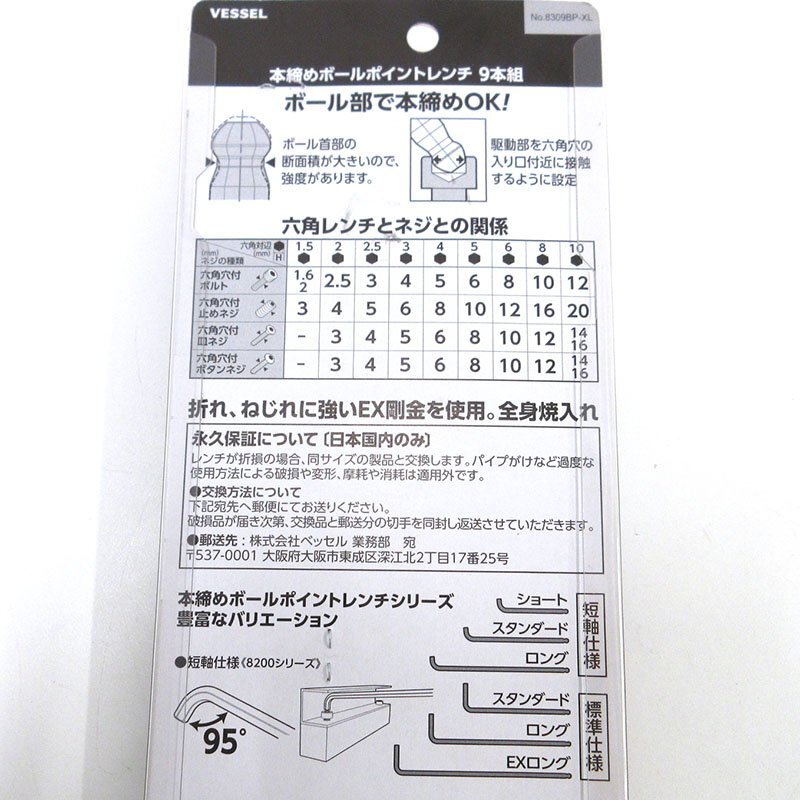 VESSEL
No.8309BP-XL
本締めボールポイントレンチ 9本組
ボール部で本締めOK!
ボール首部の
断面積が大きいので、
強度があります。
駆動部を六角穴の
入り口付近に接触
するように設定
六角レンチとネジとの関係
六角対辺 (mm) H 1.5 2 2.5 3 4 5 6 8 10
(mm) ネジの種類
六角穴付ボルト 1.6 2 2.5 3 4 5 6 8 10 12
六角穴付止めネジ 3 4 5 6 8 10 12 16 20
六角穴付皿ネジ – 3 4 5 6 8 10 12 14 16
六角穴付ボタンネジ – 3 4 5 6 8 10 12 14 16
折れ、ねじれに強いEX剛金を使用。全身焼入れ
永久保証について〔日本国内のみ〕
レンチが折損の場合、同サイズの製品と交換します。パイプがけなど過度な
使用方法による破損や変形、摩耗や消耗は適用外です。
●交換方法について
下記宛先へ郵便にてお送りください。
破損品が届き次第、交換品と郵送分の切手を同封し返送させていただきます。
●郵送先：株式会社ベッセル 業務部 宛
〒537-0001 大阪府大阪市東成区深江北2丁目17番25号
本締めボールポイントレンチシリーズ
豊富なバリエーション
●短軸仕様《8200シリーズ》
95°
ショート
スタンダード
ロング
短軸仕様
スタンダード
ロング
EXロング
標準仕様